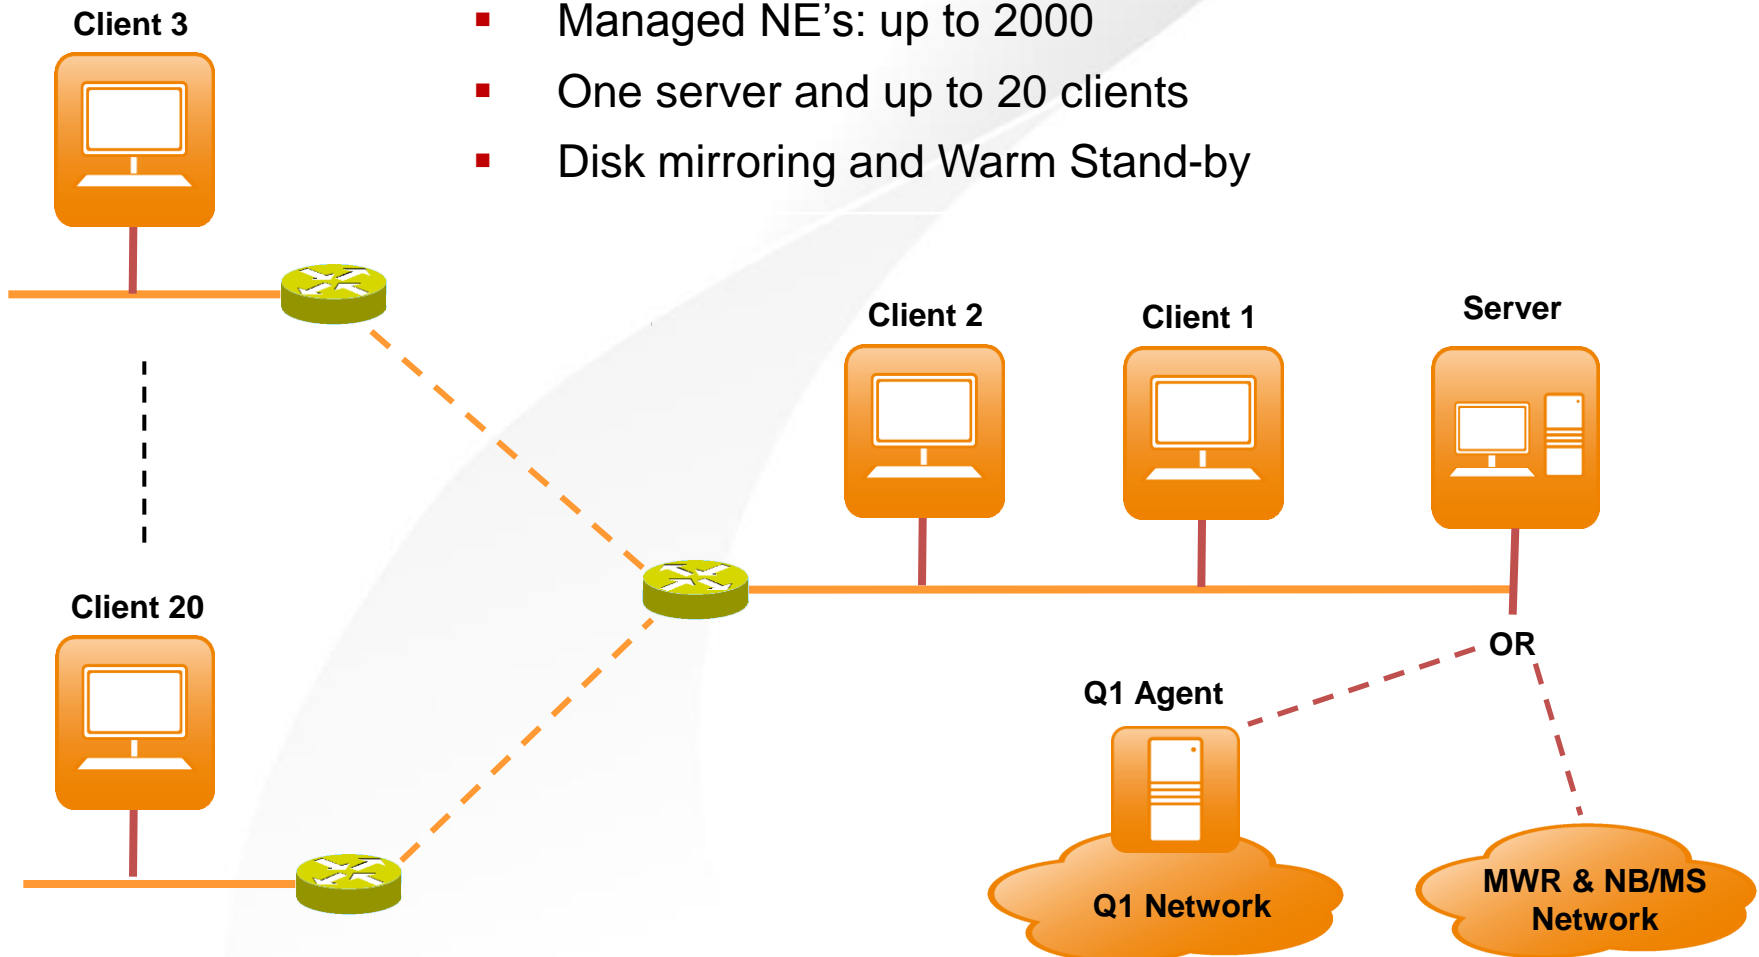 Client 3
▪ Managed NE’s: up to 2000
▪ One server and up to 20 clients
▪ Disk mirroring and Warm Stand-by
Client 2
Client 1
Server
Client 20
OR
Q1 Agent
Q1 Network
MWR & NB/MS
Network